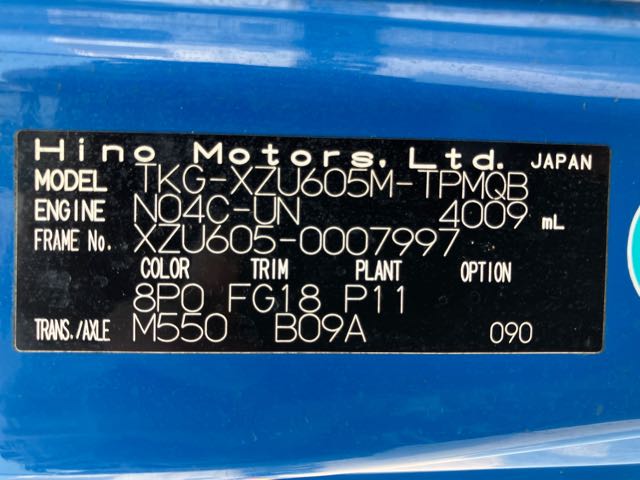 Hino Motors, Ltd. JAPAN
MODEL TKG-XZU605M-TPMQB
ENGINE N04C-UN 4009 mL
FRAME No. XZU605-0007997
COLOR TRIM PLANT OPTION
8P0 FG18 P11
TRANS./AXLE M550 B09A 090